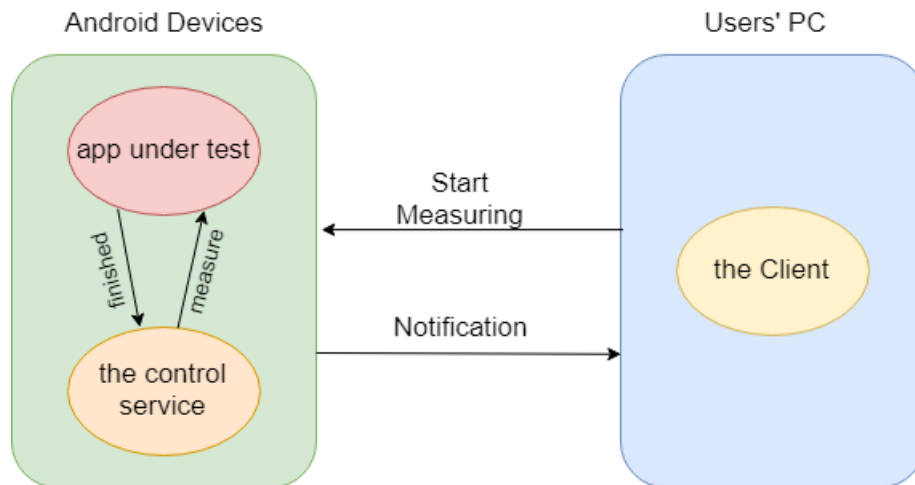 Android Devices
Users' PC
app under test
Start
Measuring
finished
measure
the Client
Notification
the control
service